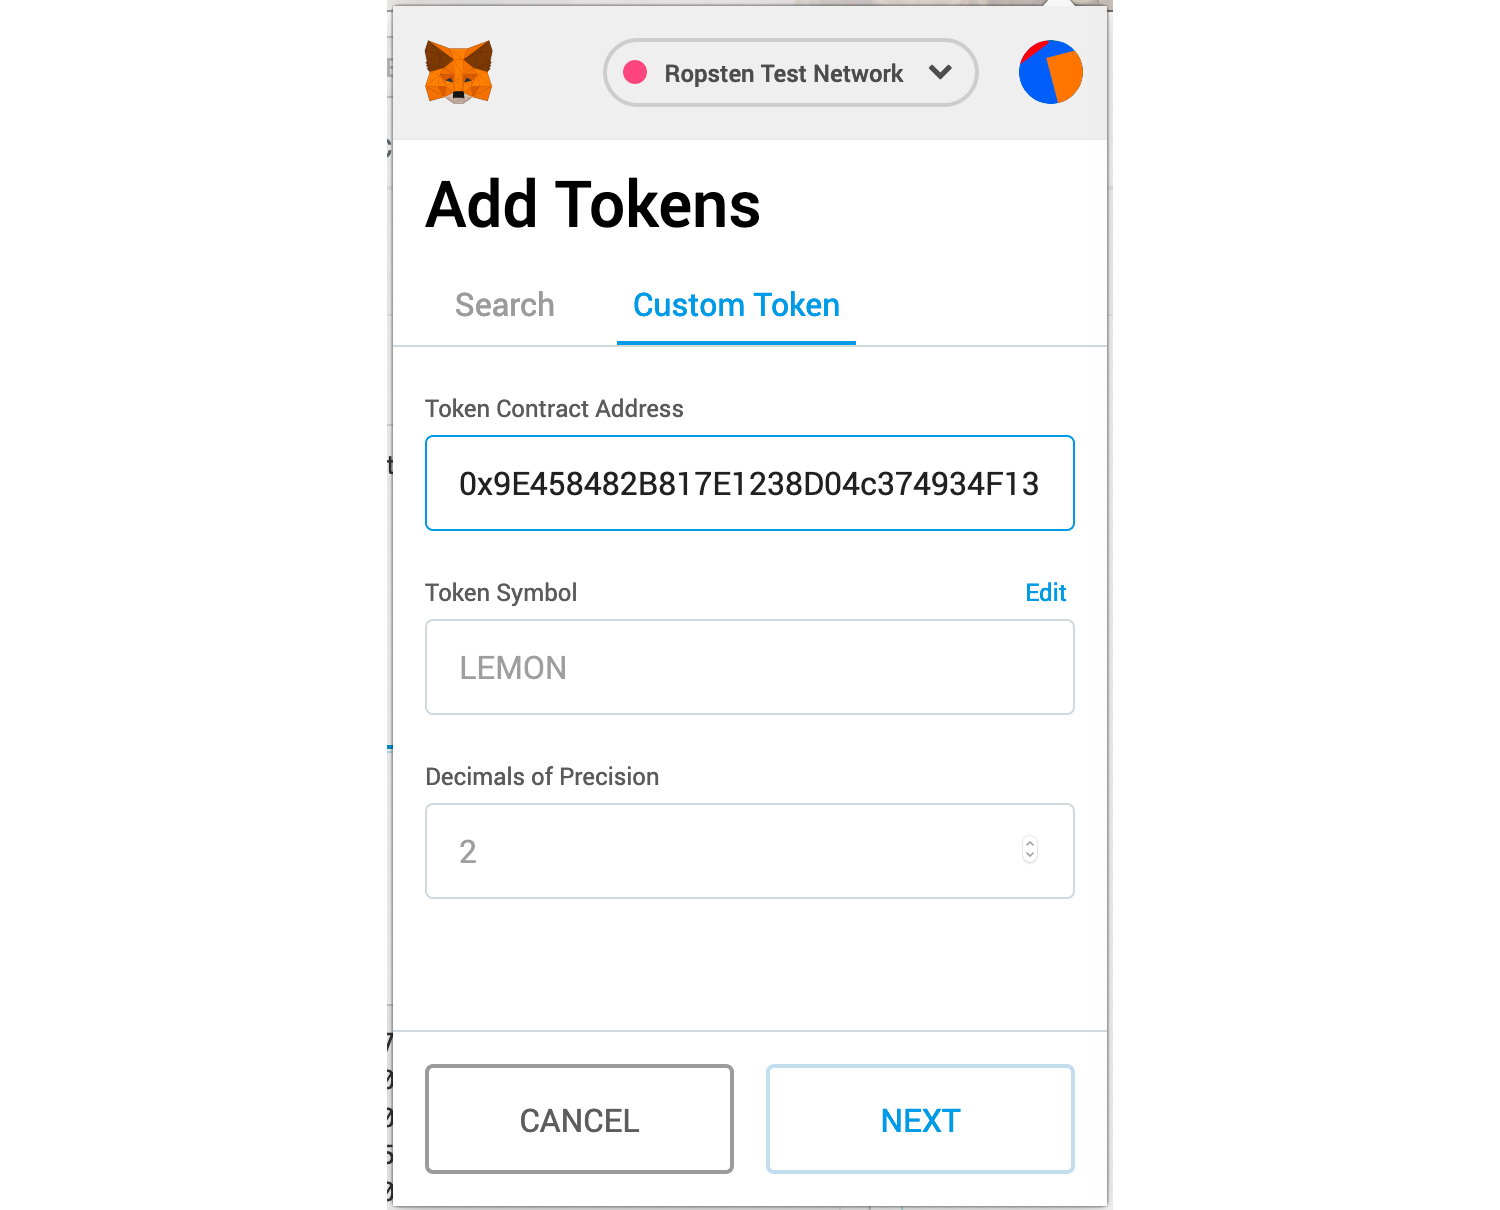 Ropsten Test Network
Add Tokens
Search Custom Token
Token Contract Address
0x9E458482B817E1238D04c374934F13
Token Symbol Edit
LEMON
Decimals of Precision
2
CANCEL NEXT